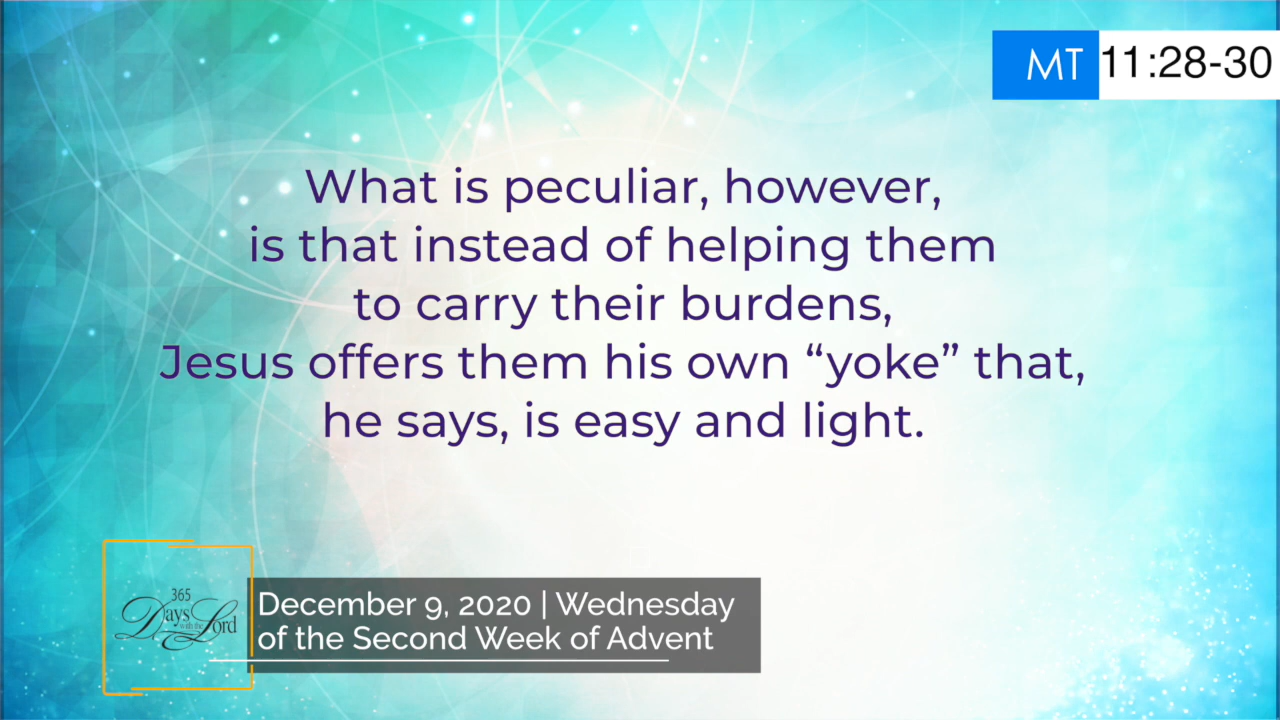 MT 11:28-30
What is peculiar, however,
is that instead of helping them
to carry their burdens,
Jesus offers them his own “yoke” that,
he says, is easy and light.
365
Days with the Lord
December 9, 2020 | Wednesday
of the Second Week of Advent